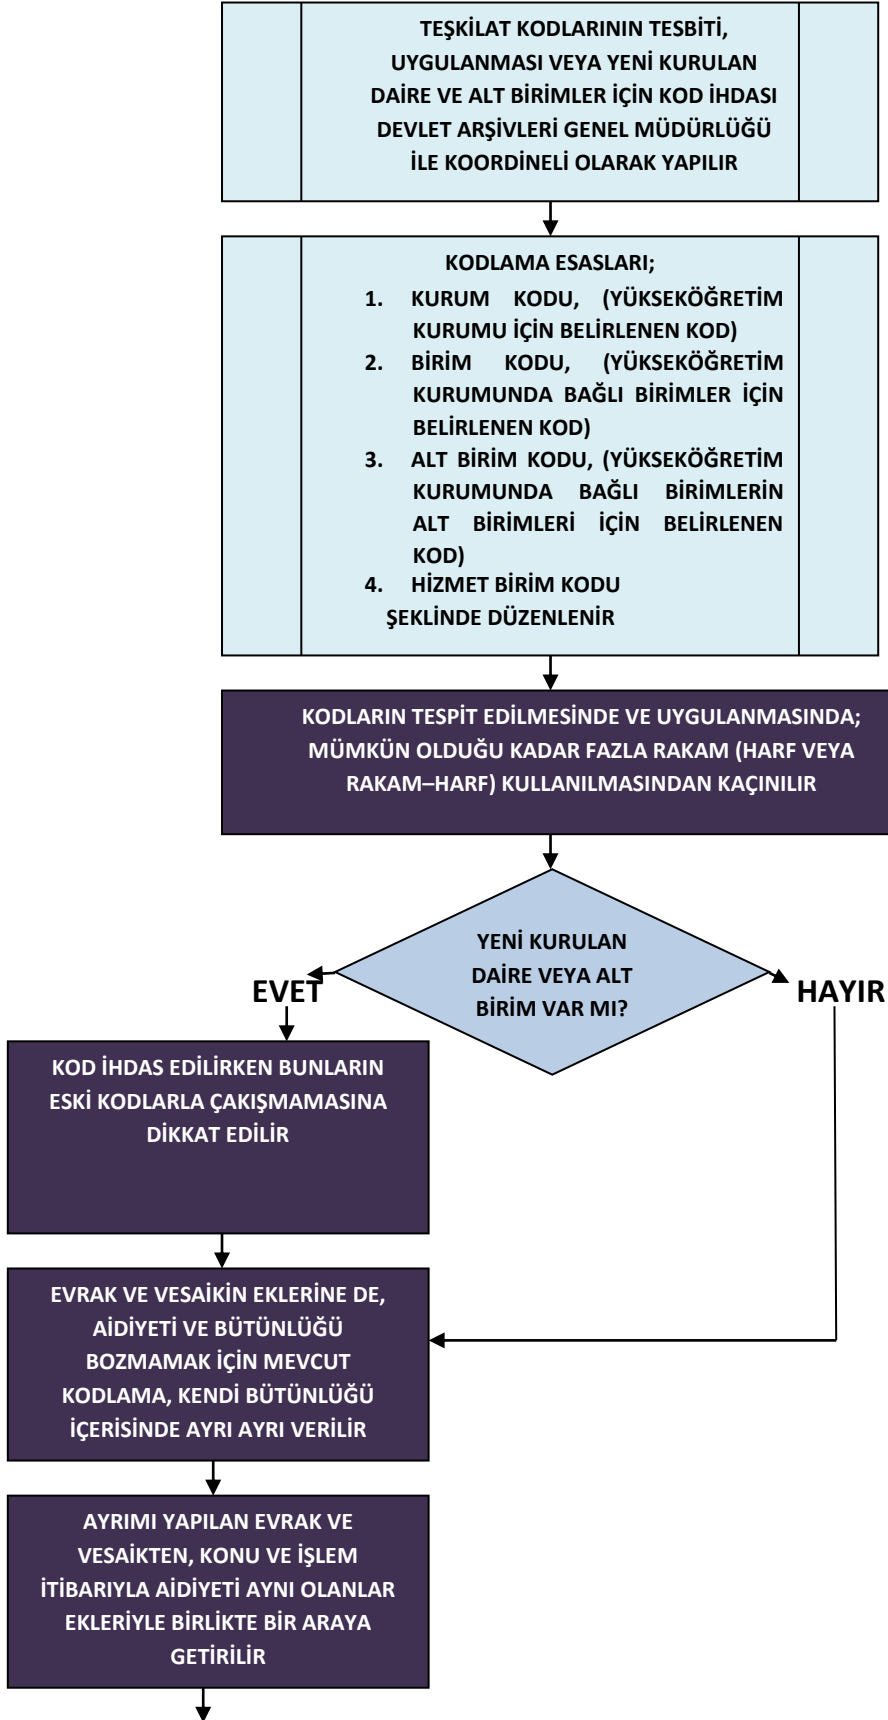 TEŞKİLAT KODLARININ TESBİTİ,
UYGULANMASI VEYA YENİ KURULAN
DAİRE VE ALT BİRİMLER İÇİN KOD İHDASI
DEVLET ARŞİVLERİ GENEL MÜDÜRLÜĞÜ
İLE KOORDİNELİ OLARAK YAPILIR
KODLAMA ESASLARI;
1. KURUM KODU, (YÜKSEKÖĞRETİM
KURUMU İÇİN BELİRLENEN KOD)
2. BİRİM KODU, (YÜKSEKÖĞRETİM
KURUMUNDA BAĞLI BİRİMLER İÇİN
BELİRLENEN KOD)
3. ALT BİRİM KODU, (YÜKSEKÖĞRETİM
KURUMUNDA BAĞLI BİRİMLERİN
ALT BİRİMLERİ İÇİN BELİRLENEN
KOD)
4. HİZMET BİRİM KODU
ŞEKLİNDE DÜZENLENİR
KODLARIN TESPİT EDİLMESİNDE VE UYGULANMASINDA;
MÜMKÜN OLDUĞU KADAR FAZLA RAKAM (HARF VEYA
RAKAM–HARF) KULLANILMASINDAN KAÇINILIR
YENİ KURULAN
DAİRE VEYA ALT
BİRİM VAR MI?
EVET
HAYIR
KOD İHDAS EDİLİRKEN BUNLARIN
ESKİ KODLARLA ÇAKIŞMAMASINA
DİKKAT EDİLİR
EVRAK VE VESAİKİN EKLERİNE DE,
AİDİYETİ VE BÜTÜNLÜĞÜ
BOZMAMAK İÇİN MEVCUT
KODLAMA, KENDİ BÜTÜNLÜĞÜ
İÇERİSİNDE AYRI AYRI VERİLİR
AYRIMI YAPILAN EVRAK VE
VESAİKTEN, KONU VE İŞLEM
İTİBARIYLA AİDİYETİ AYNI OLANLAR
EKLERİYLE BİRLİKTE BİR ARAYA
GETİRİLİR